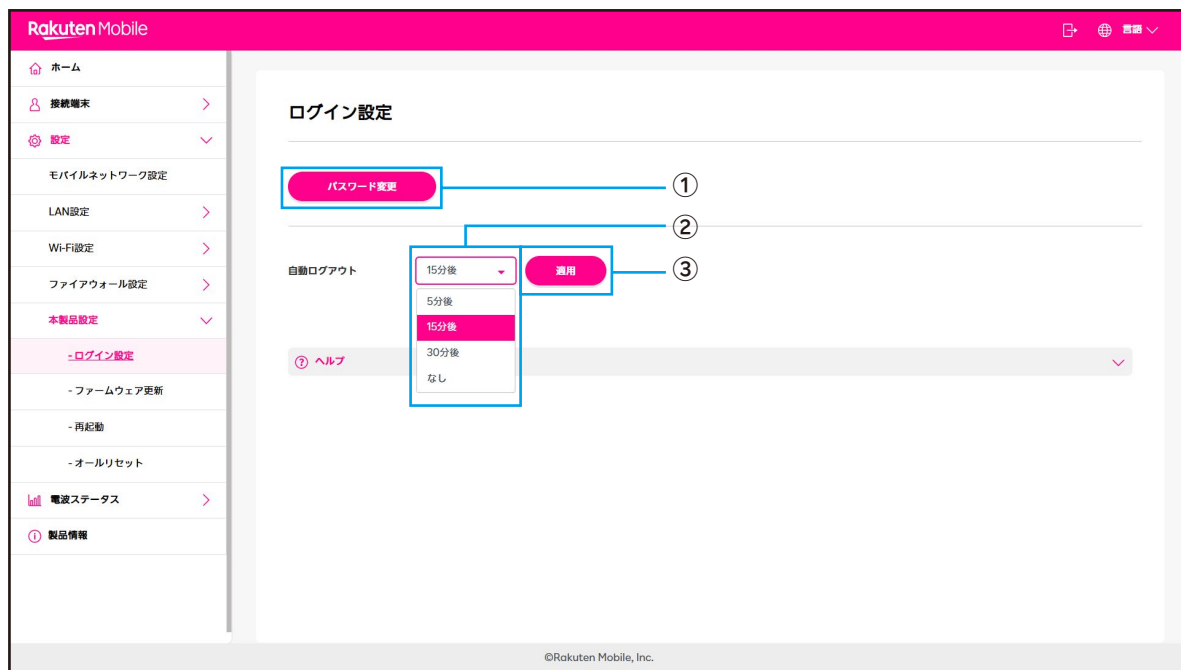 Rakuten Mobile
言語
ホーム
接続端末
設定
モバイルネットワーク設定
LAN設定
Wi-Fi設定
ファイアウォール設定
本製品設定
- ログイン設定
- ファームウェア更新
- 再起動
- オールリセット
電波ステータス
製品情報
ログイン設定
パスワード変更
①
②
自動ログアウト 15分後 適用
③
5分後
15分後
30分後
なし
ヘルプ
©Rakuten Mobile, Inc.